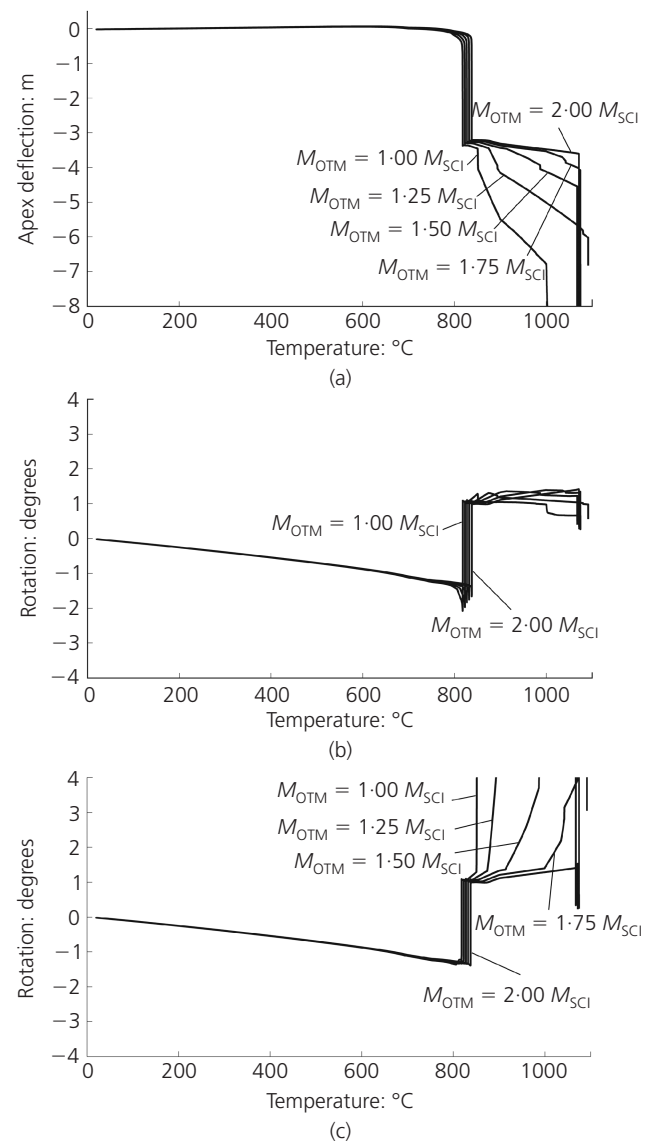 0
−1
−2
−3
−4
−5
−6
−7
−8
Apex deflection: m
M_OTM = 2·00 M_SCI
M_OTM = 1·00 M_SCI
M_OTM = 1·25 M_SCI
M_OTM = 1·50 M_SCI
M_OTM = 1·75 M_SCI
0 200 400 600 800 1000
Temperature: °C
(a)
4
3
2
1
0
−1
−2
−3
−4
Rotation: degrees
M_OTM = 1·00 M_SCI
M_OTM = 2·00 M_SCI
0 200 400 600 800 1000
Temperature: °C
(b)
4
3
2
1
0
−1
−2
−3
−4
Rotation: degrees
M_OTM = 1·00 M_SCI
M_OTM = 1·25 M_SCI
M_OTM = 1·50 M_SCI
M_OTM = 1·75 M_SCI
M_OTM = 2·00 M_SCI
0 200 400 600 800 1000
Temperature: °C
(c)